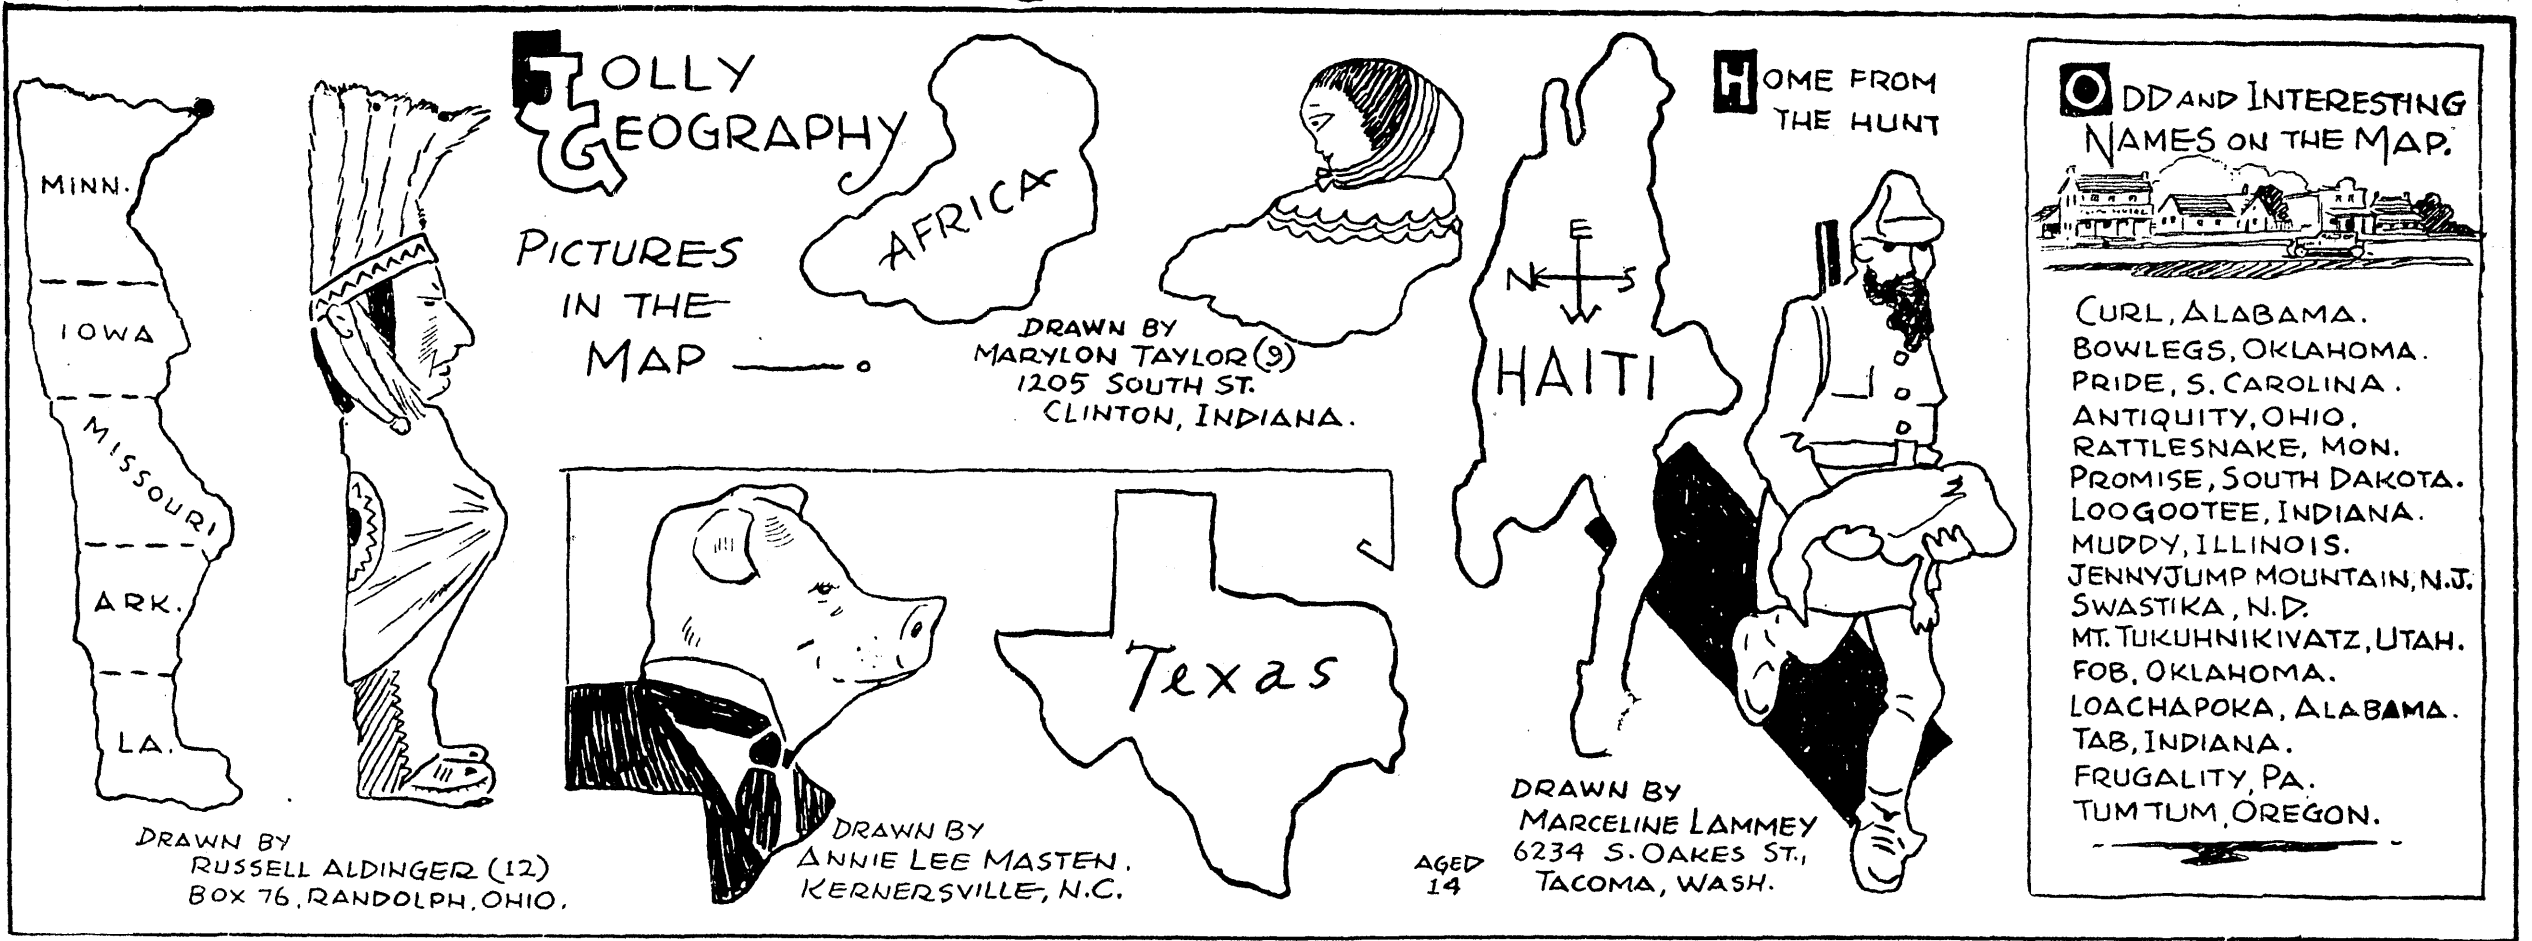 JOLLY
GEOGRAPHY
PICTURES
IN THE
MAP
MINN.
IOWA
MISSOURI
ARK.
LA.
DRAWN BY
RUSSELL ALDINGER (12)
BOX 76, RANDOLPH, OHIO.
AFRICA
DRAWN BY
MARYLON TAYLOR (9)
1205 SOUTH ST.
CLINTON, INDIANA.
Texas
DRAWN BY
ANNIE LEE MASTEN.
KERNERSVILLE, N.C.
HOME FROM
THE HUNT
E
N S
W
HAITI
DRAWN BY
MARCELINE LAMMEY
AGED 14
6234 S. OAKES ST.,
TACOMA, WASH.
ODD AND INTERESTING
NAMES ON THE MAP.
CURL, ALABAMA.
BOWLEGS, OKLAHOMA.
PRIDE, S. CAROLINA.
ANTIQUITY, OHIO.
RATTLESNAKE, MON.
PROMISE, SOUTH DAKOTA.
LOOGOOTEE, INDIANA.
MUDDY, ILLINOIS.
JENNYJUMP MOUNTAIN, N.J.
SWASTIKA, N.D.
MT. TUKUHNIKIVATZ, UTAH.
FOB, OKLAHOMA.
LOACHAPOKA, ALABAMA.
TAB, INDIANA.
FRUGALITY, PA.
TUM TUM, OREGON.